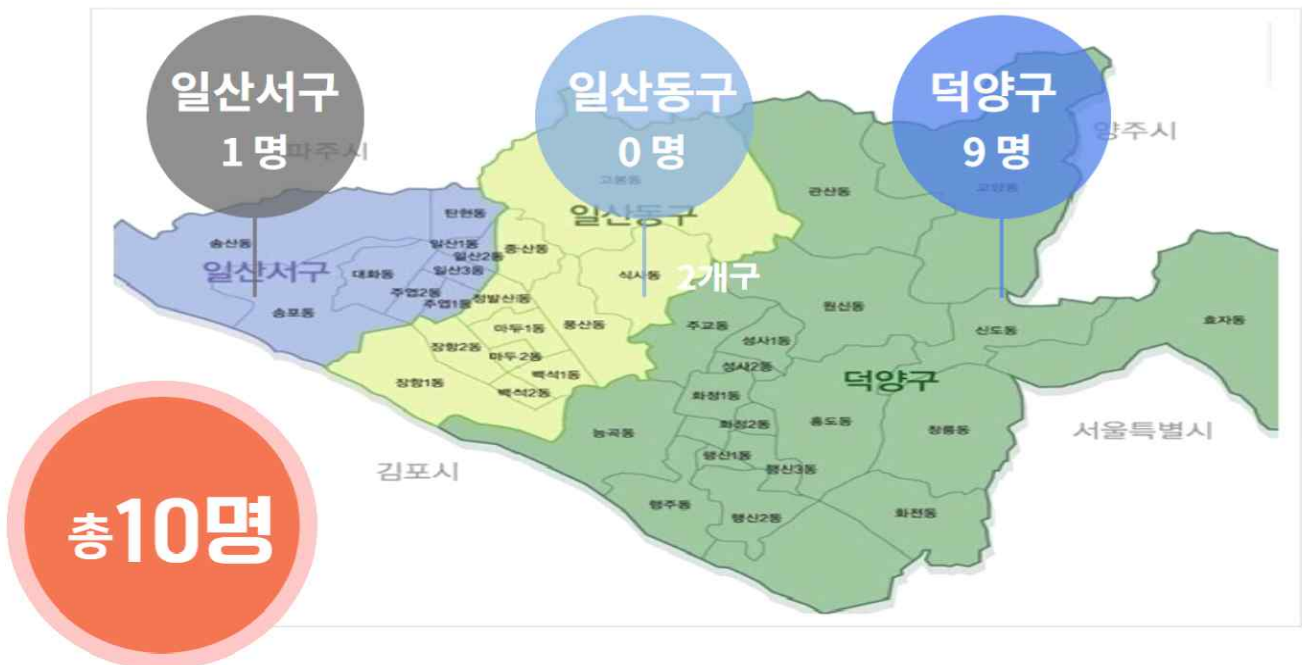 일산서구
1 명
일산동구
0 명
덕양구
9 명
파주시
양주시
고봉동
고양동
관산동
탄현동
일산동구
송산동
일산1동
일산2동
중산동
일산서구
대화동
일산3동
식사동
2개구
주엽2동
주엽1동
정발산동
송포동
원신동
신도동
효자동
마두1동
풍산동
주교동
성사1동
장항2동
마두2동
성사2동
장항1동
백석1동
백석2동
덕양구
화정1동
화정2동
흥도동
창릉동
능곡동
서울특별시
김포시
행신1동
행신3동
행주동
행신2동
화전동
총10명